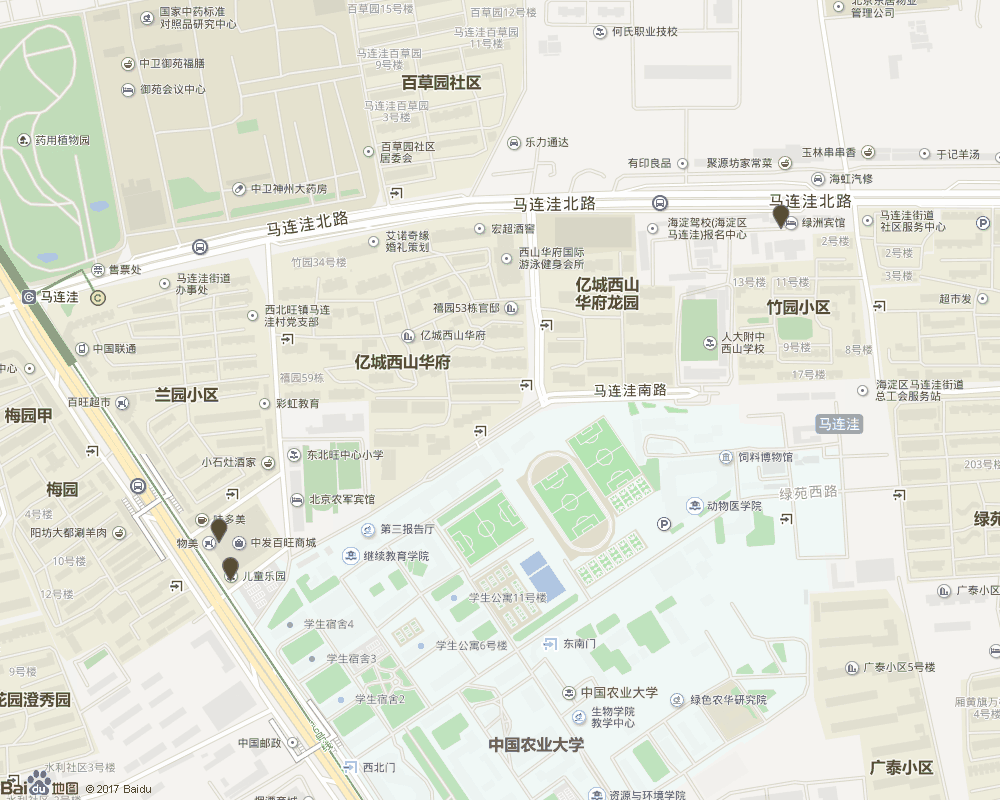 国家中药标准
对照品研究中心
百草园15号楼
百草园12号楼
何氏职业技校
北京东居物业
管理公司
马连洼百草园
11号楼
马连洼百草园
9号楼
中卫御苑福膳
御苑会议中心
百草园社区
马连洼百草园
3号楼
药用植物园
百草园社区
居委会
乐力通达
有印良品
聚源坊家常菜
玉林串串香
于记羊汤
海虹汽修
中卫神州大药房
马连洼北路
马连洼北路
马连洼北路
艾诺奇缘
婚礼策划
宏超酒窖
海淀驾校(海淀区
马连洼)报名中心
绿洲宾馆
马连洼街道
社区服务中心
2号楼
2号楼
3号楼
竹园34号楼
西山华府国际
游泳健身会所
售票处
马连洼街道
办事处
马连洼
亿城西山
华府龙园
13号楼
11号楼
超市发
西北旺镇马连
洼村党支部
禧园53栋官邸
竹园小区
亿城西山华府
人大附中
西山学校
9号楼
8号楼
中国联通
中心
亿城西山华府
禧园59栋
17号楼
马连洼南路
海淀区马连洼街道
总工会服务站
兰园小区
百旺超市
彩虹教育
梅园甲
马连洼
小石灶酒家
东北旺中心小学
饲料博物馆
203号楼
梅园
北京农军宾馆
绿苑西路
4号楼
味多美
动物医学院
绿苑
阳坊大都涮羊肉
物美
中发百旺商城
第三报告厅
继续教育学院
10号楼
儿童乐园
12号楼
学生公寓11号楼
广泰小区
学生宿舍4
学生公寓6号楼
东南门
学生宿舍3
广泰小区5号楼
9号楼
花园澄秀园
学生宿舍2
中国农业大学
绿色农华研究院
厢黄旗万
4号楼
生物学院
教学中心
中国邮政
中国农业大学
水利社区3号楼
西北门
广泰小区
Baidu地图
© 2017 Baidu
资源与环境学院